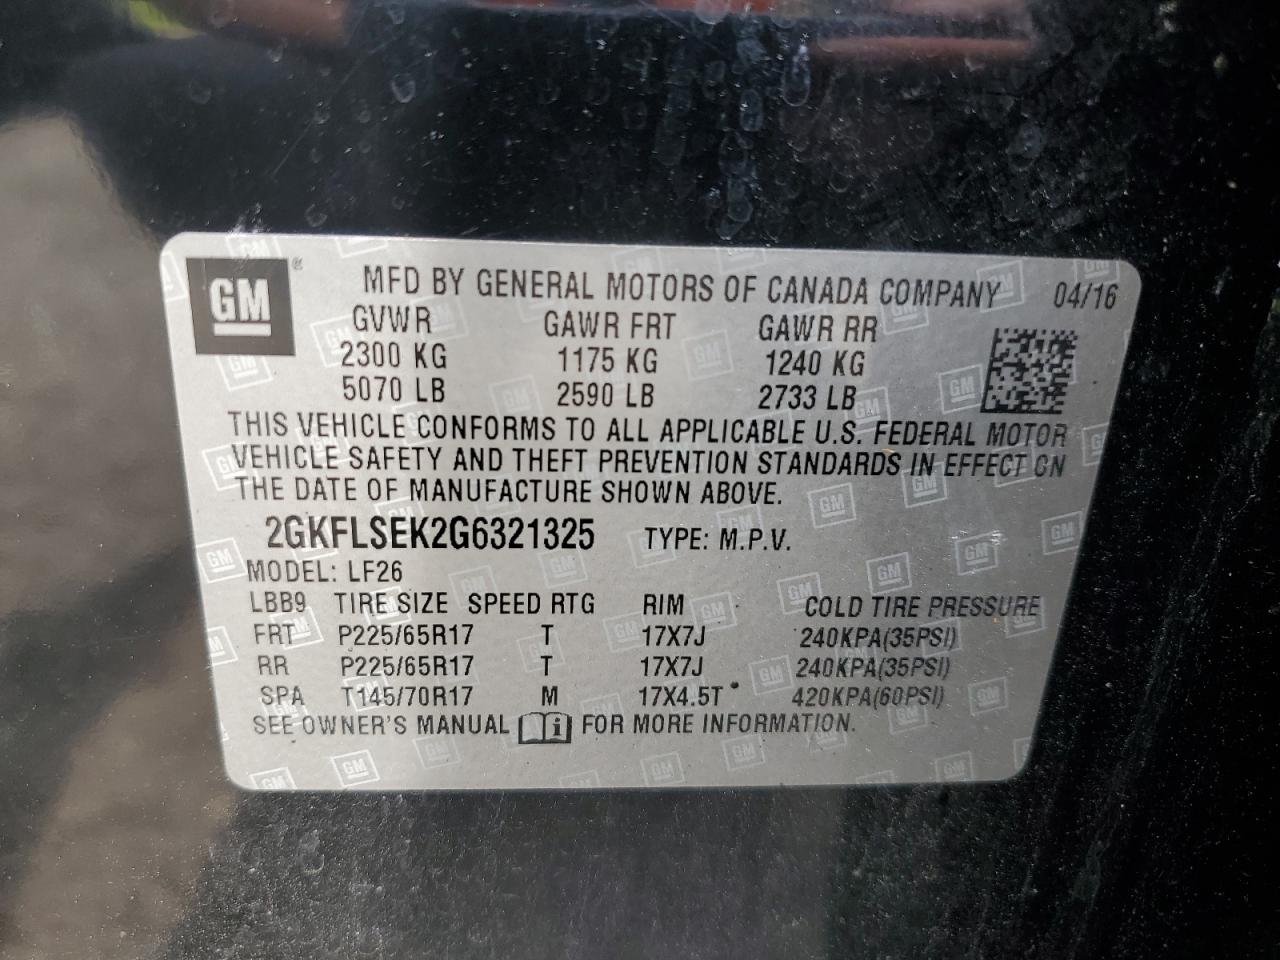 GM ® MFD BY GENERAL MOTORS OF CANADA COMPANY 04/16
GVWR GAWR FRT GAWR RR
2300 KG 1175 KG 1240 KG
5070 LB 2590 LB 2733 LB
THIS VEHICLE CONFORMS TO ALL APPLICABLE U.S. FEDERAL MOTOR
VEHICLE SAFETY AND THEFT PREVENTION STANDARDS IN EFFECT ON
THE DATE OF MANUFACTURE SHOWN ABOVE.
2GKFLSEK2G6321325 TYPE: M.P.V.
MODEL: LF26
LBB9 TIRE SIZE SPEED RTG RIM COLD TIRE PRESSURE
FRT P225/65R17 T 17X7J 240KPA(35PSI)
RR P225/65R17 T 17X7J 240KPA(35PSI)
SPA T145/70R17 M 17X4.5T 420KPA(60PSI)
SEE OWNER'S MANUAL i FOR MORE INFORMATION.